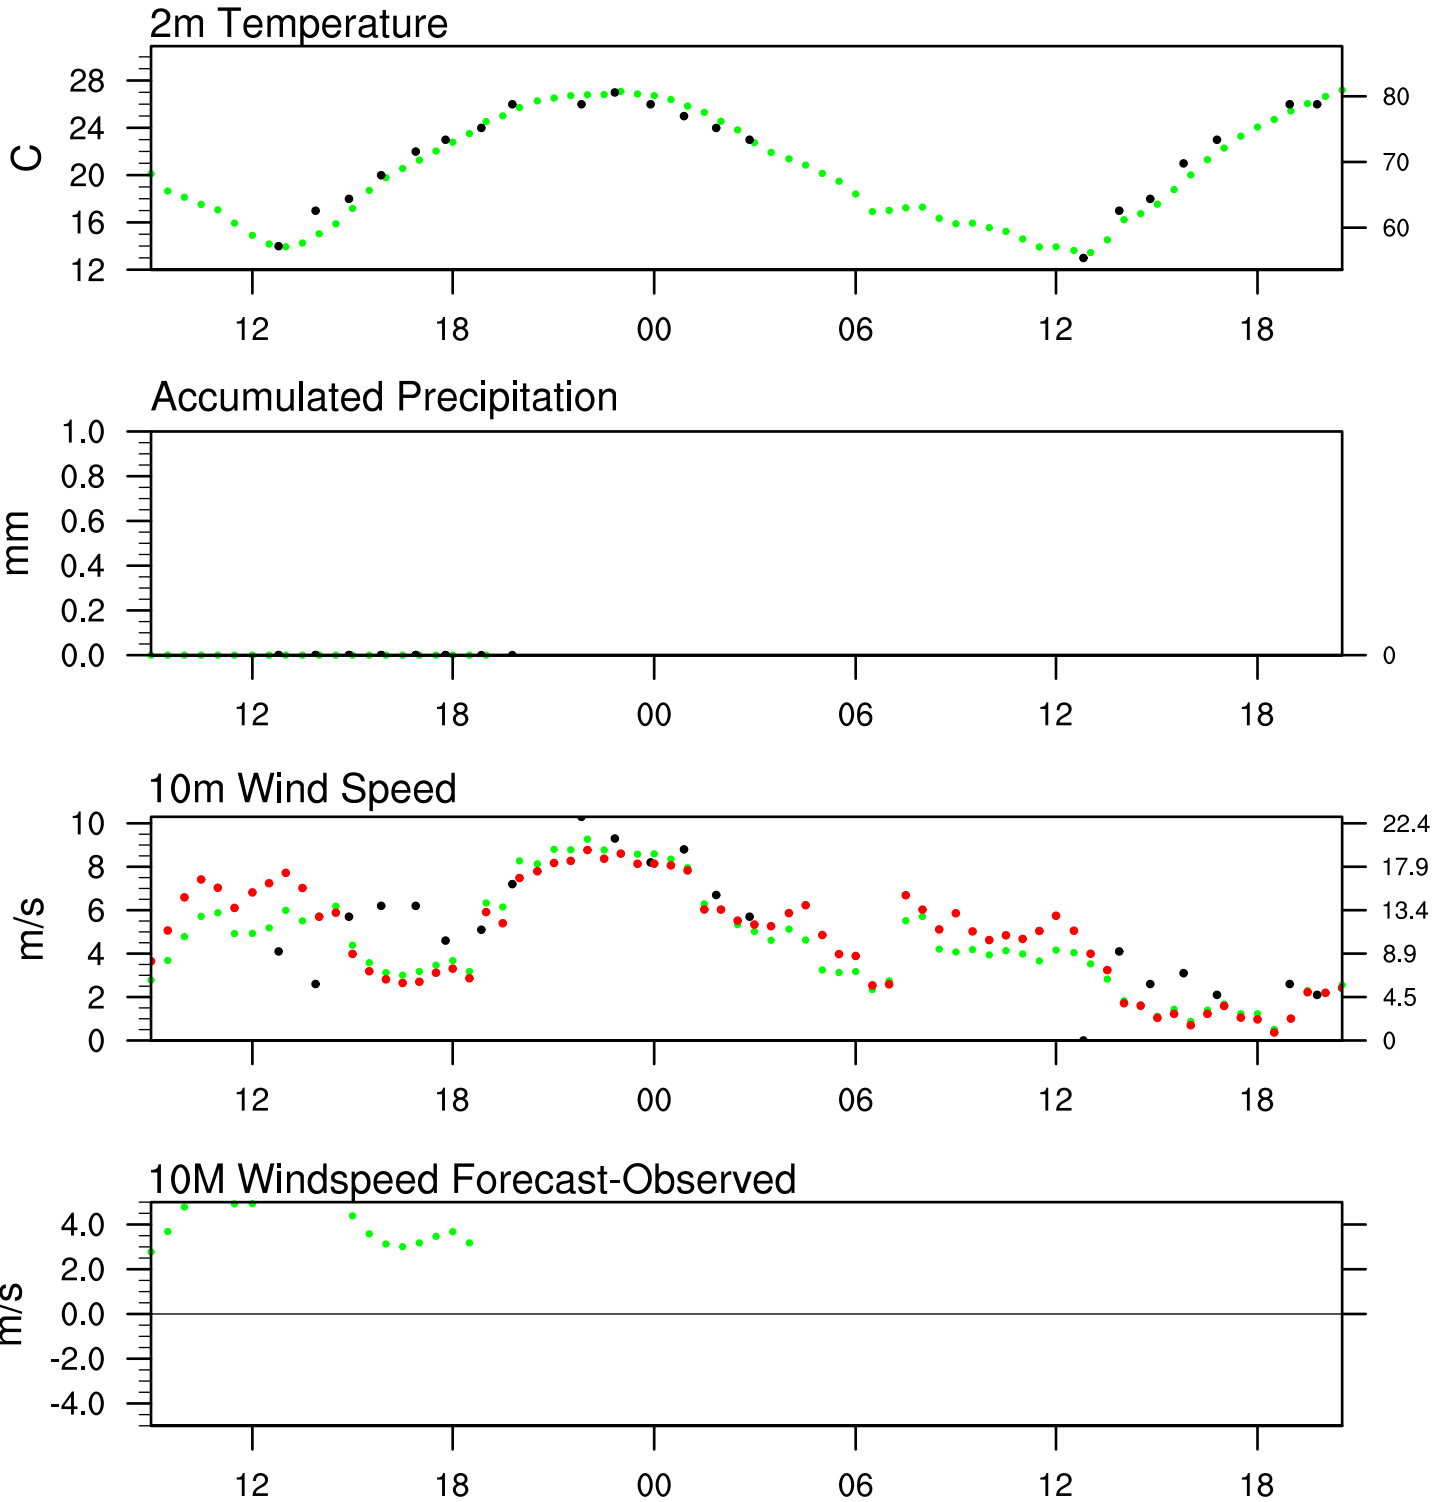 2m Temperature
28
80
24
C
20
70
16
60
12
12 18 00 06 12 18
Accumulated Precipitation
1.0
0.8
0.6
mm
0.4
0.2
0.0 0
12 18 00 06 12 18
10m Wind Speed
10 22.4
8 17.9
6 13.4
m/s
4 8.9
2 4.5
0 0
12 18 00 06 12 18
10M Windspeed Forecast-Observed
4.0
2.0
m/s
0.0
-2.0
-4.0
12 18 00 06 12 18